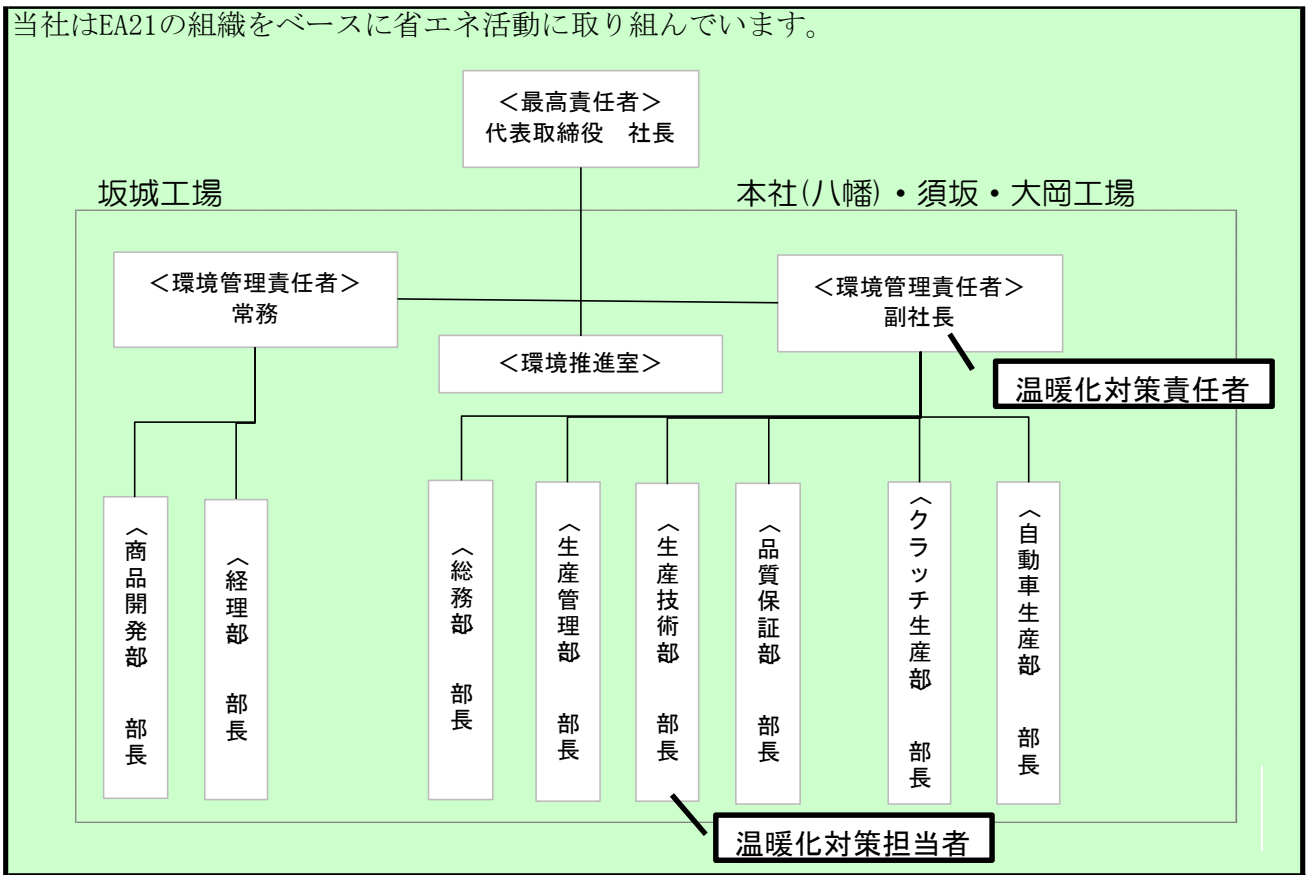 当社はEA21の組織をベースに省エネ活動に取り組んでいます。
＜最高責任者＞
代表取締役　社長
坂城工場
本社(八幡)・須坂・大岡工場
＜環境管理責任者＞
常務
＜環境管理責任者＞
副社長
＜環境推進室＞
温暖化対策責任者
＜商品開発部　部長
＜経理部　部長
＜総務部　部長
＜生産管理部　部長
＜生産技術部　部長
＜品質保証部　部長
＜クラッチ生産部　部長
＜自動車生産部　部長
温暖化対策担当者